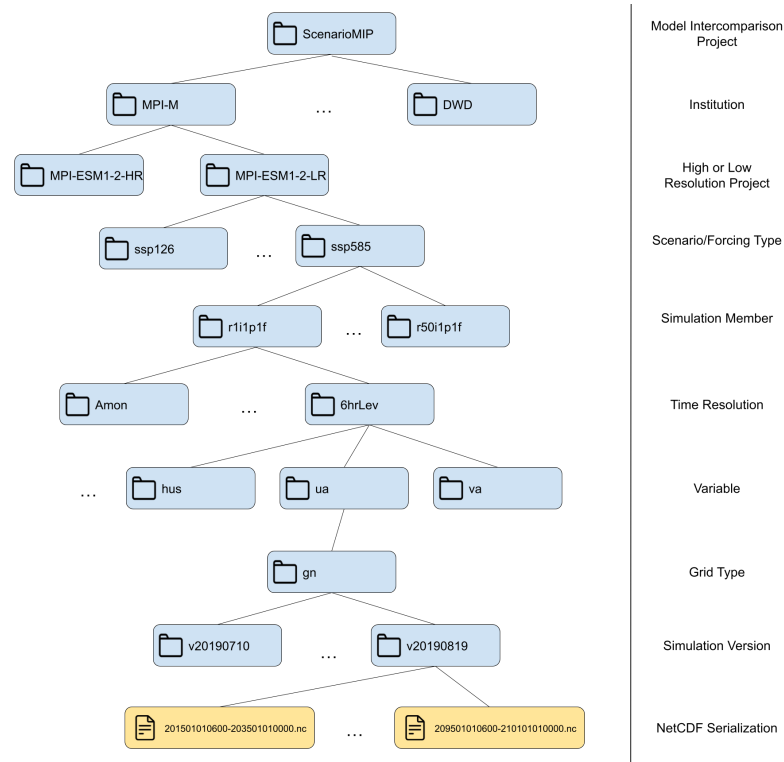 ScenarioMIP
Model Intercomparison
Project
MPI-M
...
DWD
Institution
MPI-ESM1-2-HR
MPI-ESM1-2-LR
High or Low
Resolution Project
ssp126
...
ssp585
Scenario/Forcing Type
r1i1p1f
...
r50i1p1f
Simulation Member
Amon
...
6hrLev
Time Resolution
...
hus
ua
va
Variable
gn
Grid Type
v20190710
...
v20190819
Simulation Version
201501010600-203501010000.nc
...
209501010600-210101010000.nc
NetCDF Serialization